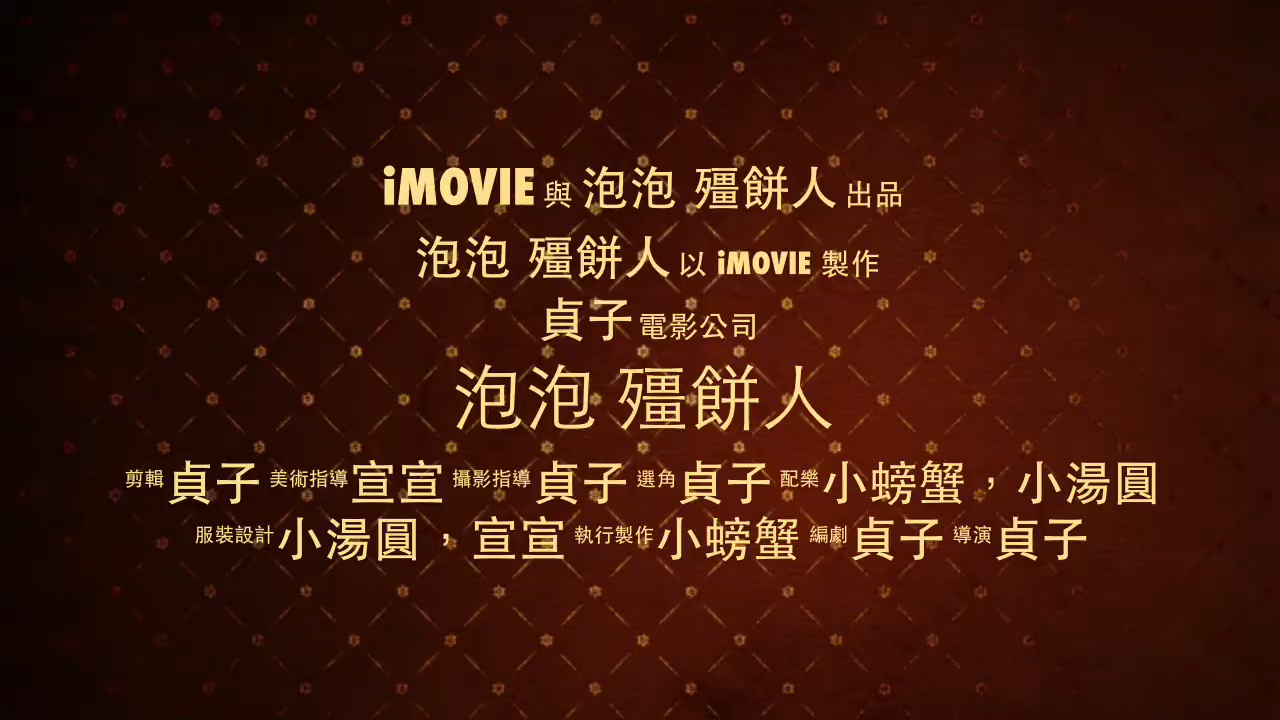 iMOVIE 與 泡泡 殭餅人 出品
泡泡 殭餅人 以 iMOVIE 製作
貞子 電影公司
泡泡 殭餅人
剪輯 貞子 美術指導 宣宣 攝影指導 貞子 選角 貞子 配樂 小螃蟹，小湯圓
服裝設計 小湯圓，宣宣 執行製作 小螃蟹 編劇 貞子 導演 貞子